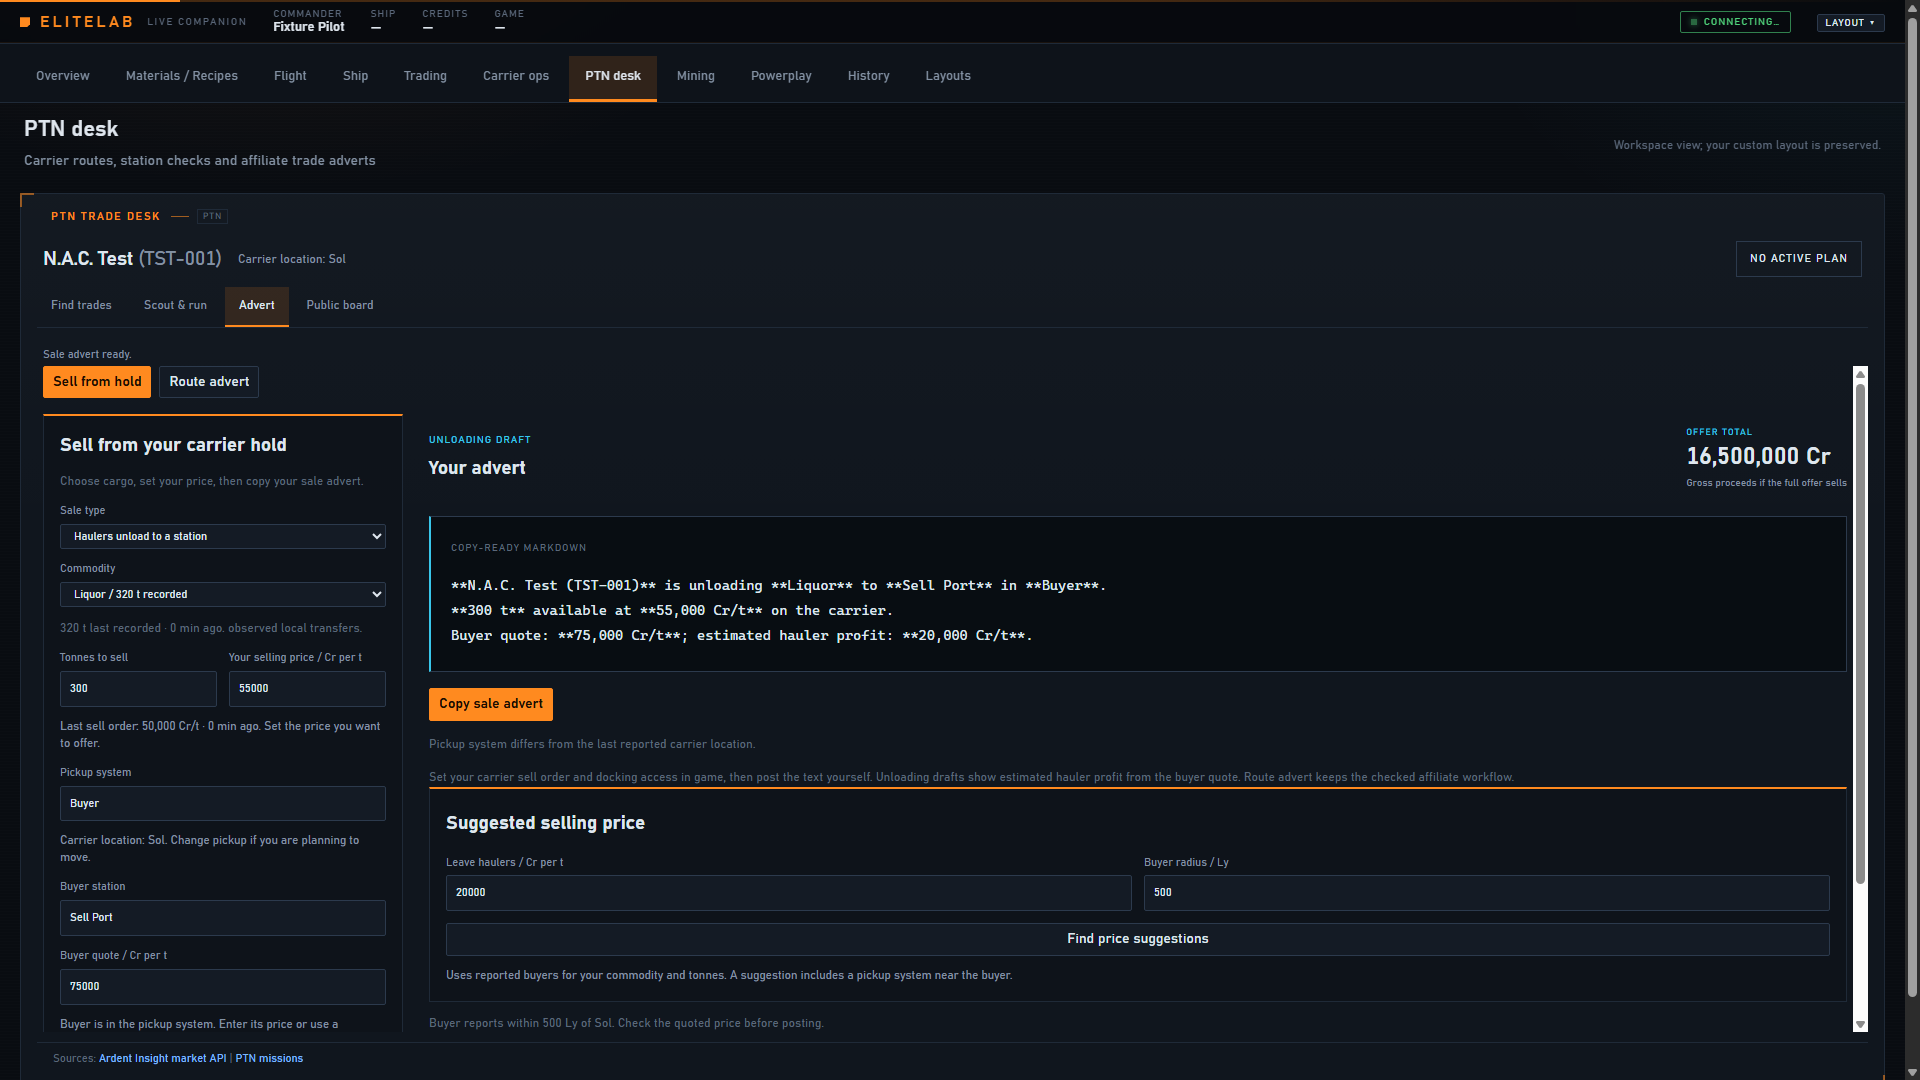 ELITELAB LIVE COMPANION
COMMANDER
Fixture Pilot
SHIP
—
CREDITS
—
GAME
—
CONNECTING…
LAYOUT ▾
Overview
Materials / Recipes
Flight
Ship
Trading
Carrier ops
PTN desk
Mining
Powerplay
History
Layouts
PTN desk
Carrier routes, station checks and affiliate trade adverts
Workspace view; your custom layout is preserved.
PTN TRADE DESK — PTN
N.A.C. Test (TST-001) Carrier location: Sol
NO ACTIVE PLAN
Find trades
Scout & run
Advert
Public board
Sale advert ready.
Sell from hold
Route advert
Sell from your carrier hold
Choose cargo, set your price, then copy your sale advert.
Sale type
Haulers unload to a station
Commodity
Liquor / 320 t recorded
320 t last recorded · 0 min ago. observed local transfers.
Tonnes to sell
300
Your selling price / Cr per t
55000
Last sell order: 50,000 Cr/t · 0 min ago. Set the price you want
to offer.
Pickup system
Buyer
Carrier location: Sol. Change pickup if you are planning to
move.
Buyer station
Sell Port
Buyer quote / Cr per t
75000
Buyer is in the pickup system. Enter its price or use a
UNLOADING DRAFT
Your advert
OFFER TOTAL
16,500,000 Cr
Gross proceeds if the full offer sells
COPY-READY MARKDOWN
**N.A.C. Test (TST-001)** is unloading **Liquor** to **Sell Port** in **Buyer**.
**300 t** available at **55,000 Cr/t** on the carrier.
Buyer quote: **75,000 Cr/t**; estimated hauler profit: **20,000 Cr/t**.
Copy sale advert
Pickup system differs from the last reported carrier location.
Set your carrier sell order and docking access in game, then post the text yourself. Unloading drafts show estimated hauler profit from the buyer quote. Route advert keeps the checked affiliate workflow.
Suggested selling price
Leave haulers / Cr per t
20000
Buyer radius / Ly
500
Find price suggestions
Uses reported buyers for your commodity and tonnes. A suggestion includes a pickup system near the buyer.
Buyer reports within 500 Ly of Sol. Check the quoted price before posting.
Sources: Ardent Insight market API | PTN missions